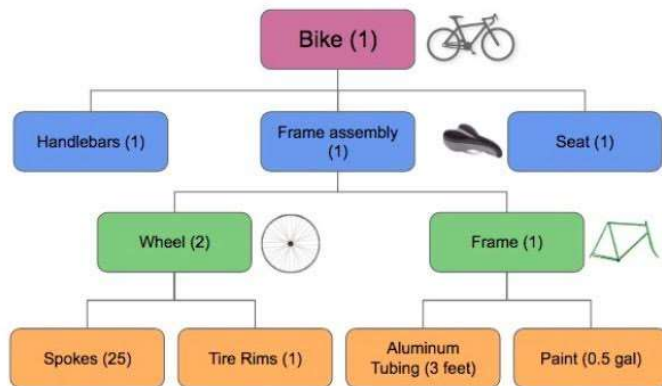 Bike (1)
Handlebars (1)
Frame assembly
(1)
Seat (1)
Wheel (2)
Frame (1)
Spokes (25)
Tire Rims (1)
Aluminum
Tubing (3 feet)
Paint (0.5 gal)